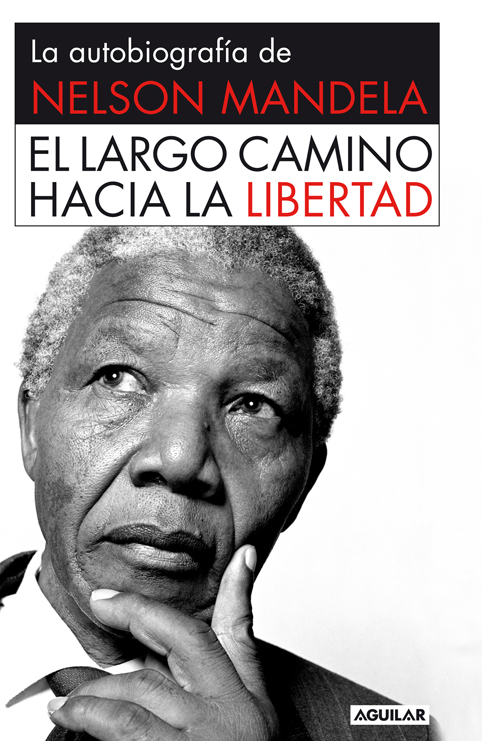 La autobiografía de
NELSON MANDELA
EL LARGO CAMINO
HACIA LA LIBERTAD
AGUILAR